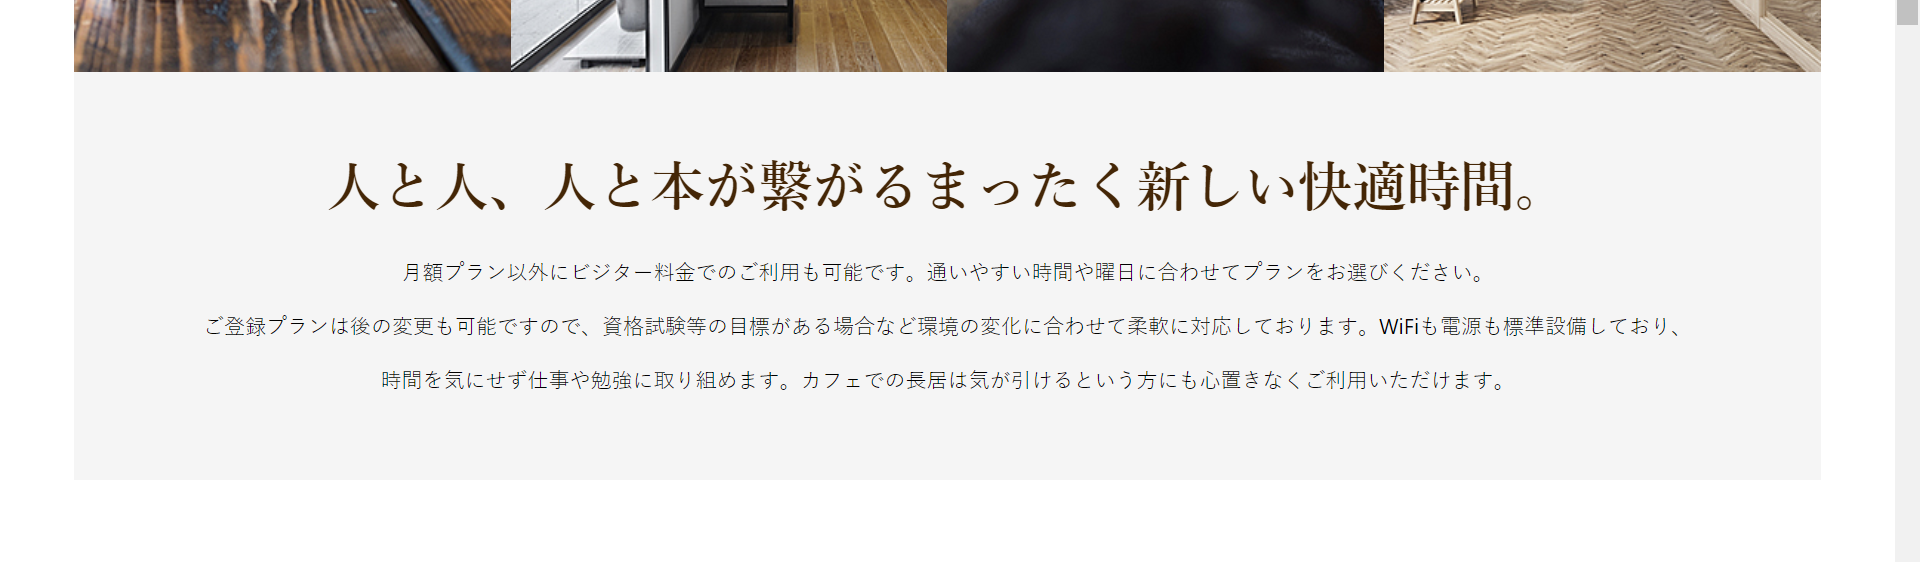 人と人、人と本が繋がるまったく新しい快適時間。
月額プラン以外にビジター料金でのご利用も可能です。通いやすい時間や曜日に合わせてプランをお選びください。
ご登録プランは後の変更も可能ですので、資格試験等の目標がある場合など環境の変化に合わせて柔軟に対応しております。WiFiも電源も標準設備しており、
時間を気にせず仕事や勉強に取り組めます。カフェでの長居は気が引けるという方にも心置きなくご利用いただけます。